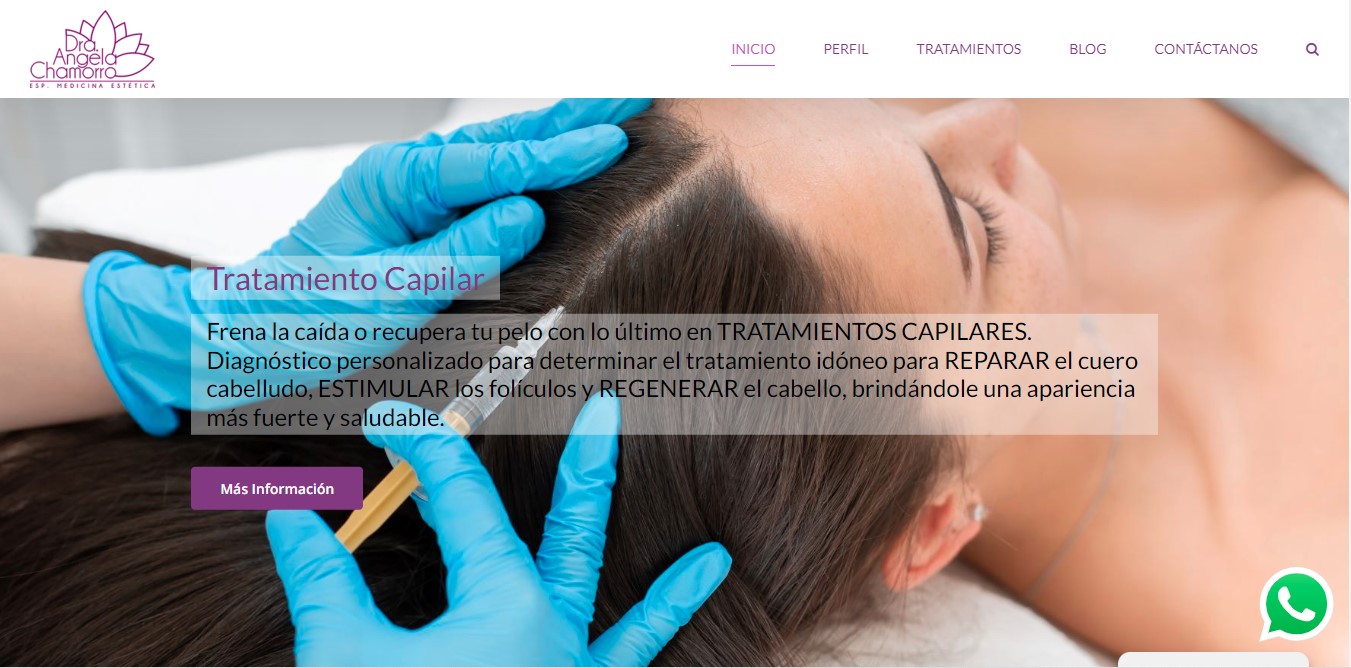 Dra.
Angela
Chamorro
ESP. MEDICINA ESTÉTICA
INICIO
PERFIL
TRATAMIENTOS
BLOG
CONTÁCTANOS
Tratamiento Capilar
Frena la caída o recupera tu pelo con lo último en TRATAMIENTOS CAPILARES.
Diagnóstico personalizado para determinar el tratamiento idóneo para REPARAR el cuero
cabelludo, ESTIMULAR los folículos y REGENERAR el cabello, brindándole una apariencia
más fuerte y saludable.
Más Información